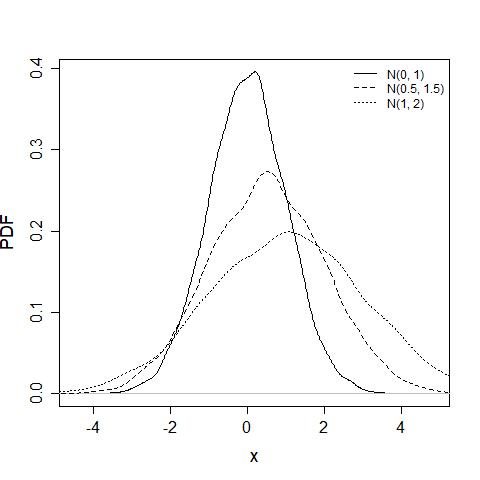 N(0, 1)
N(0.5, 1.5)
N(1, 2)
PDF
0.4
0.3
0.2
0.1
0.0
-4 -2 0 2 4
x